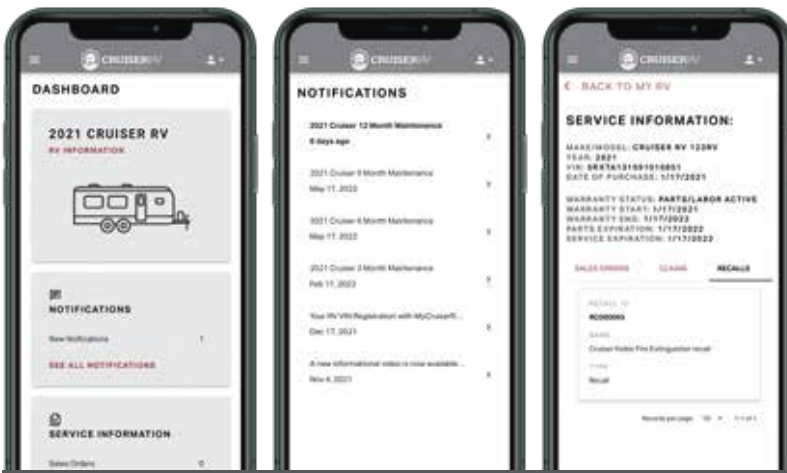 CRUISER RV
DASHBOARD
2021 CRUISER RV
RV INFORMATION
NOTIFICATIONS
New Notifications 1
SEE ALL NOTIFICATIONS
SERVICE INFORMATION
Sales Orders 0
CRUISER RV
NOTIFICATIONS
2021 Cruiser 12 Month Maintenance
6 days ago
2021 Cruiser Month Maintenance
May 17, 2022
2021 Cruiser 6 Month Maintenance
May 17, 2022
2021 Cruiser 3 Month Maintenance
Feb 17, 2022
Your RV VIN Registration with MyCruiserR...
Dec 17, 2021
A new informational video is now available...
Nov 4, 2021
CRUISER RV
BACK TO MY RV
SERVICE INFORMATION:
MAKE/MODEL: CRUISER RV
YEAR: 2021
VIN:
DATE OF PURCHASE: 1/17/2021
WARRANTY STATUS: PARTS/LABOR ACTIVE
WARRANTY START: 1/17/2021
WARRANTY END: 1/17/2022
PARTS EXPIRATION: 1/17/2022
SERVICE EXPIRATION: 1/17/2022
SALES ORDERS CLAIMS RECALLS
RECALL ID
NAME
Cruiser Kidde Fire Extinguisher recall
TYPE
Recall
Records per page: 1-1 of 1